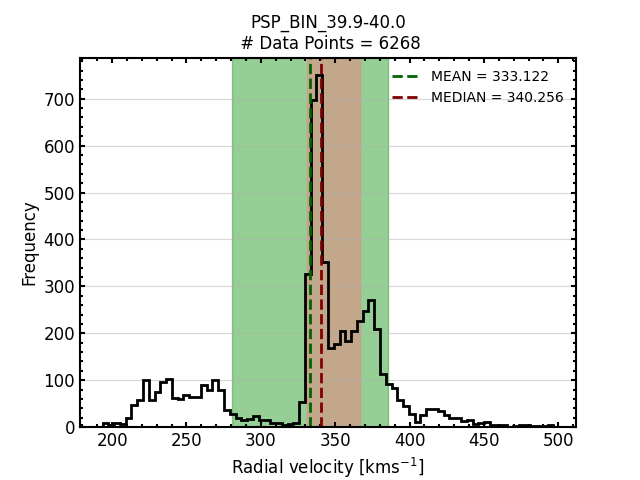 PSP_BIN_39.9-40.0
# Data Points = 6268
MEAN = 333.122
MEDIAN = 340.256
Frequency
700
600
500
400
300
200
100
0
200 250 300 350 400 450 500
Radial velocity [kms⁻¹]